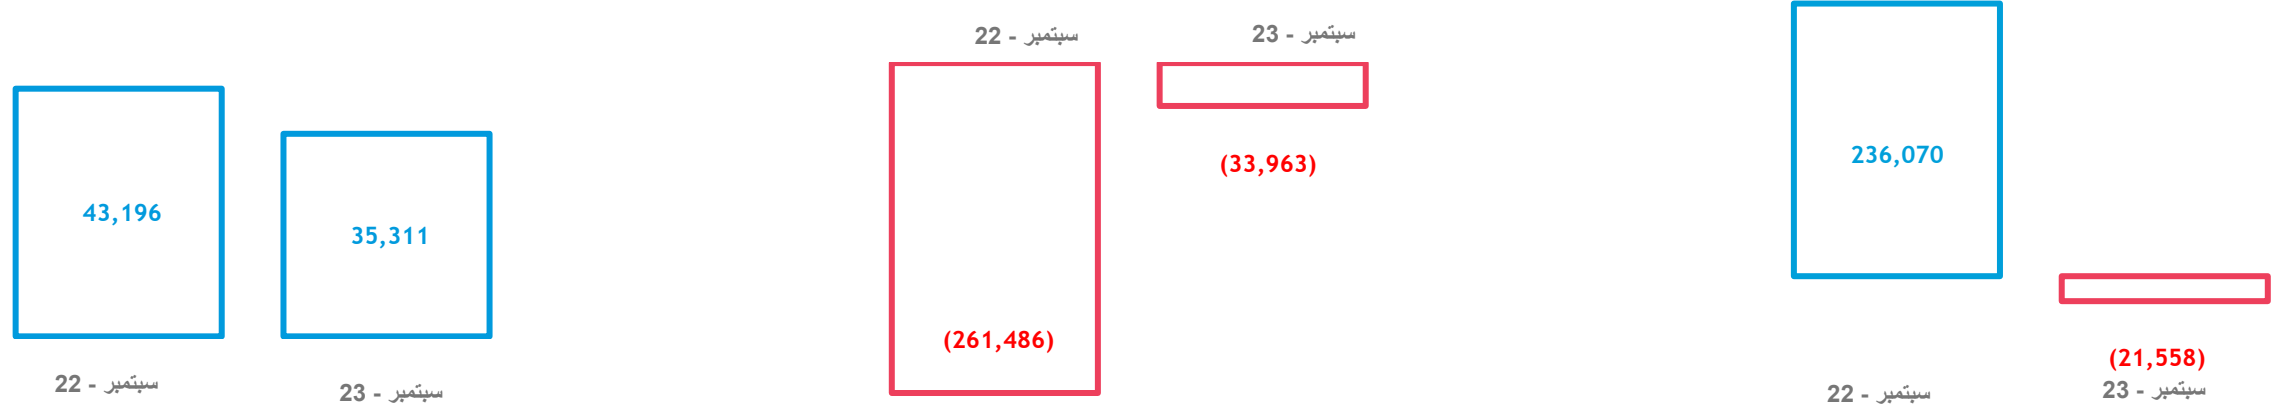 43,196
35,311
سبتمبر - 22
سبتمبر - 23
سبتمبر - 22
سبتمبر - 23
(33,963)
(261,486)
236,070
(21,558)
سبتمبر - 22
سبتمبر - 23